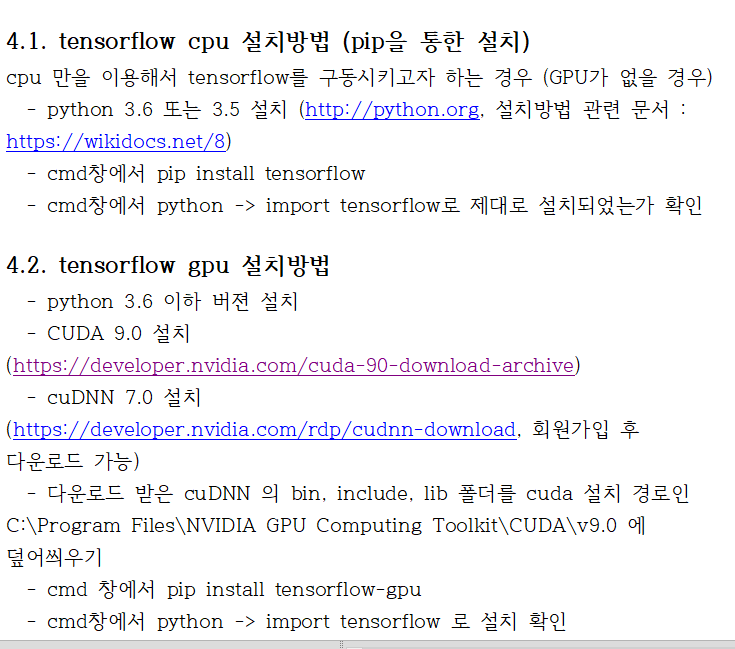 4.1. tensorflow cpu 설치방법 (pip을 통한 설치)
cpu 만을 이용해서 tensorflow를 구동시키고자 하는 경우 (GPU가 없을 경우)
- python 3.6 또는 3.5 설치 (http://python.org, 설치방법 관련 문서 :
https://wikidocs.net/8)
- cmd창에서 pip install tensorflow
- cmd창에서 python -> import tensorflow로 제대로 설치되었는가 확인
4.2. tensorflow gpu 설치방법
- python 3.6 이하 버젼 설치
- CUDA 9.0 설치
(https://developer.nvidia.com/cuda-90-download-archive)
- cuDNN 7.0 설치
(https://developer.nvidia.com/rdp/cudnn-download, 회원가입 후
다운로드 가능)
- 다운로드 받은 cuDNN 의 bin, include, lib 폴더를 cuda 설치 경로인
C:\Program Files\NVIDIA GPU Computing Toolkit\CUDA\v9.0 에
덮어씌우기
- cmd 창에서 pip install tensorflow-gpu
- cmd창에서 python -> import tensorflow 로 설치 확인